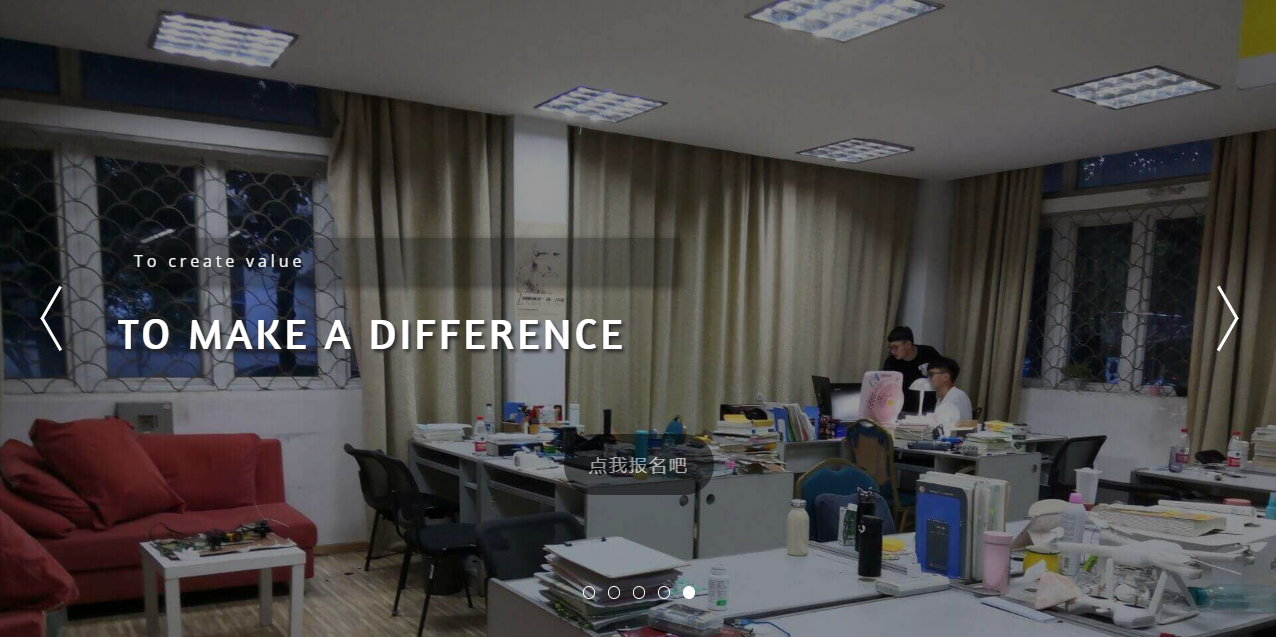 To create value
TO MAKE A DIFFERENCE
点我报名吧